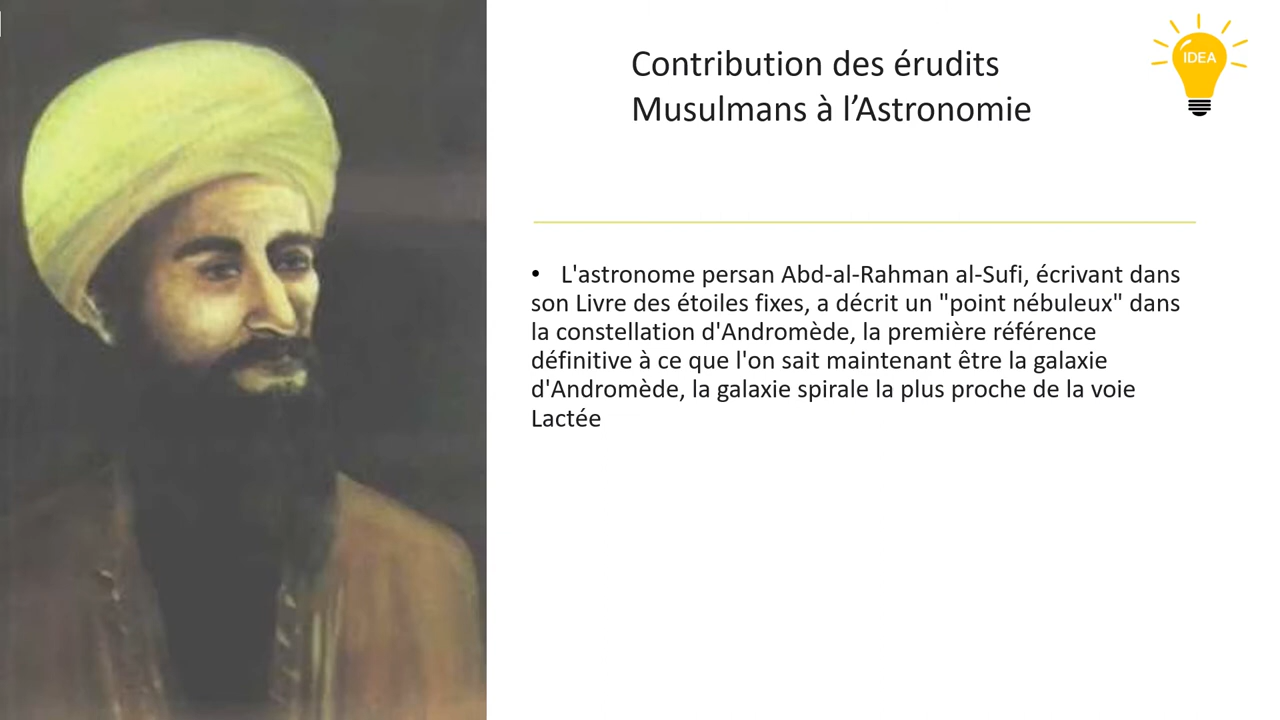 Contribution des érudits
Musulmans à l’Astronomie
IDEA
• L'astronome persan Abd-al-Rahman al-Sufi, écrivant dans
son Livre des étoiles fixes, a décrit un "point nébuleux" dans
la constellation d'Andromède, la première référence
définitive à ce que l'on sait maintenant être la galaxie
d'Andromède, la galaxie spirale la plus proche de la voie
Lactée